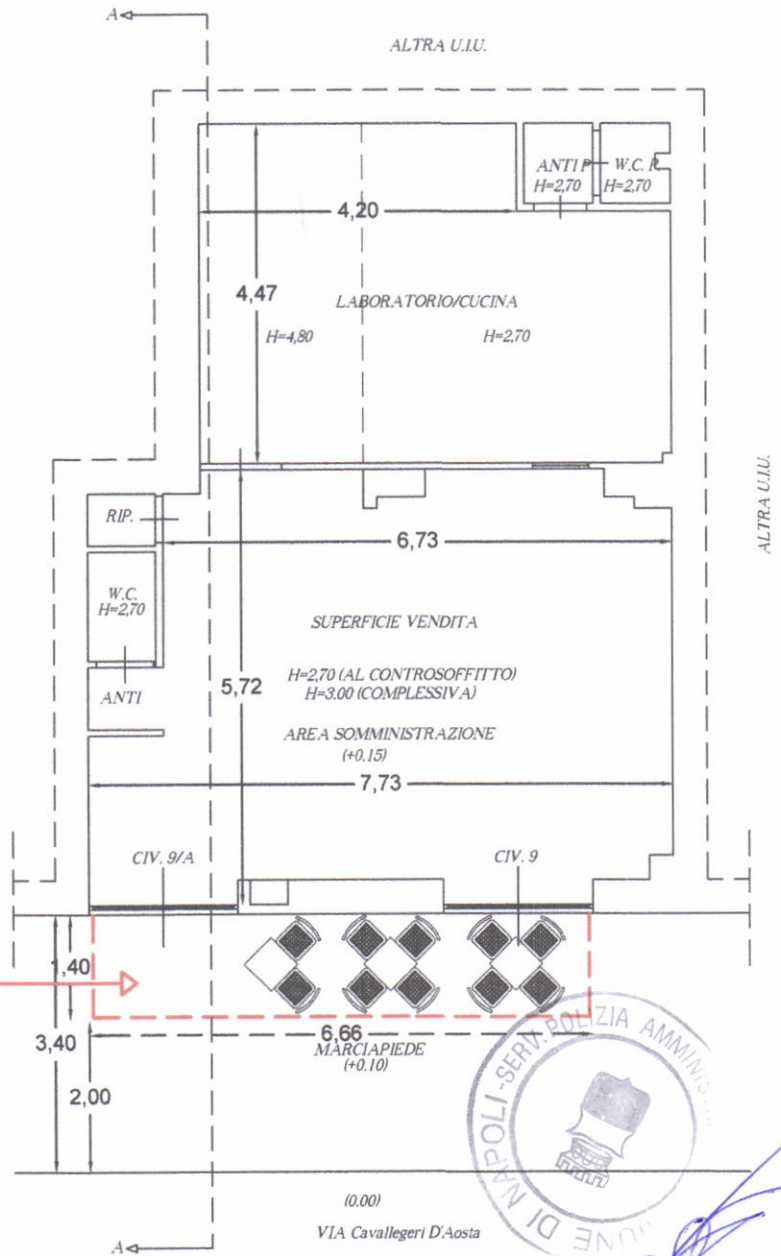 A
ALTRA U.I.U.
ANTI P
H=2,70
W.C. P.
H=2,70
4,20
4,47
LABORATORIO/CUCINA
H=4,80
H=2,70
ALTRA U.I.U.
RIP.
6,73
W.C.
H=2,70
SUPERFICIE VENDITA
5,72
H=2,70 (AL CONTROSOFFITTO)
H=3.00 (COMPLESSIVA)
ANTI
AREA SOMMINISTRAZIONE
(+0.15)
7,73
CIV. 9/A
CIV. 9
1,40
3,40
6,66
MARCIAPIEDE
(+0.10)
2,00
UNE DI NAPOLI - SERV. POLIZIA AMMINIS
(0.00)
VIA Cavallegeri D'Aosta
A